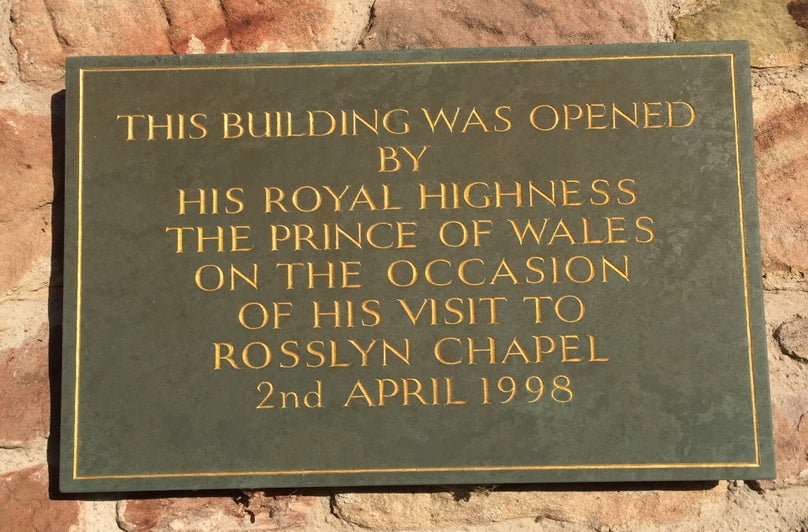 THIS BUILDING WAS OPENED
BY
HIS ROYAL HIGHNESS
THE PRINCE OF WALES
ON THE OCCASION
OF HIS VISIT TO
ROSSLYN CHAPEL
2nd APRIL 1998